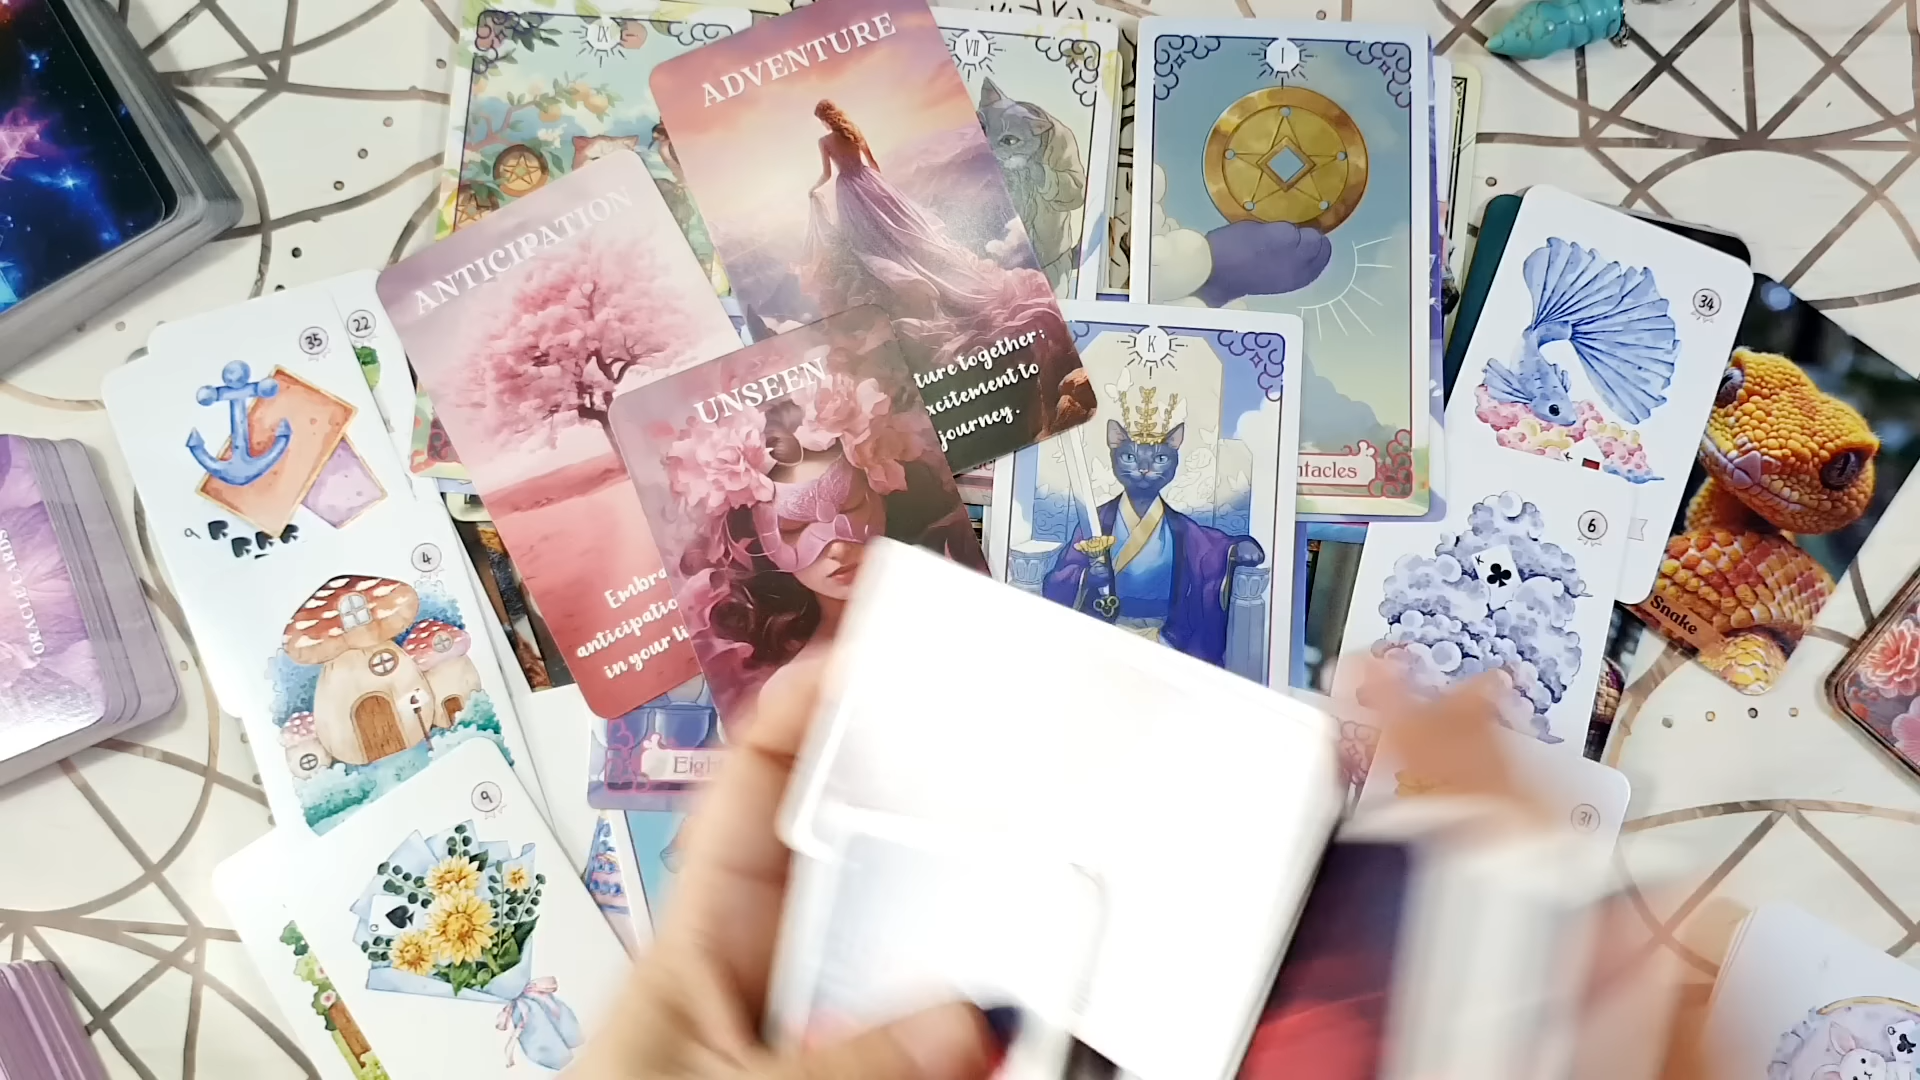 IX
ADVENTURE
VII
I
ANTICIPATION
ture together;
xcitement to
journey.
UNSEEN
K
ntacles
34
35
22
6
K
K
Snake
ORACLE CARDS
4
Embra
anticipatio
in your li
Eigh
9
31